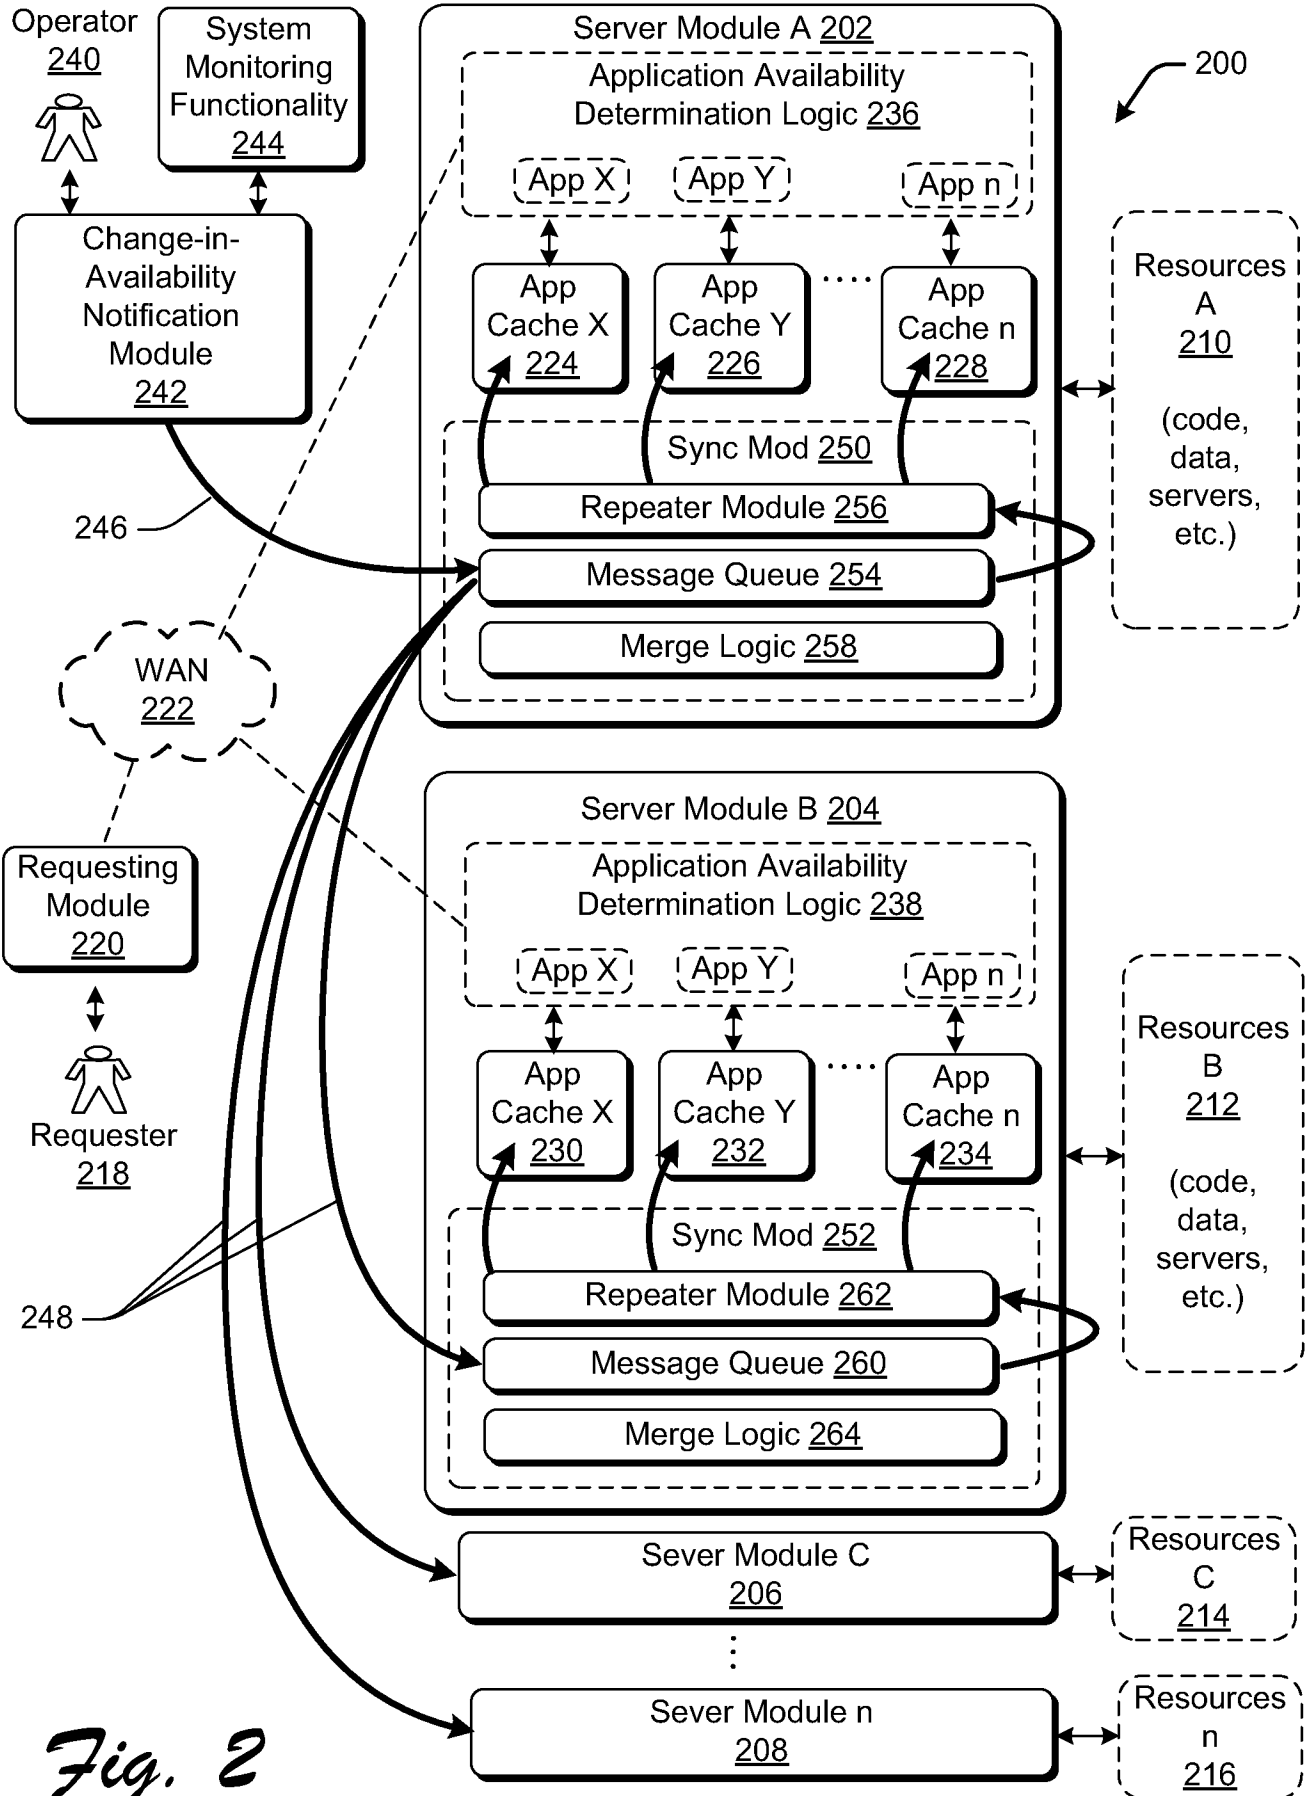 Operator
240
System
Monitoring
Functionality
244
Change-in-
Availability
Notification
Module
242
246
WAN
222
Requesting
Module
220
Requester
218
248
200
Server Module A 202
Application Availability
Determination Logic 236
App X
App Y
App n
App
Cache X
224
App
Cache Y
226
....
App
Cache n
228
Sync Mod 250
Repeater Module 256
Message Queue 254
Merge Logic 258
Resources
A
210
(code,
data,
servers,
etc.)
Server Module B 204
Application Availability
Determination Logic 238
App X
App Y
App n
App
Cache X
230
App
Cache Y
232
....
App
Cache n
234
Sync Mod 252
Repeater Module 262
Message Queue 260
Merge Logic 264
Resources
B
212
(code,
data,
servers,
etc.)
Sever Module C
206
Resources
C
214
Sever Module n
208
Resources
n
216
Fig. 2